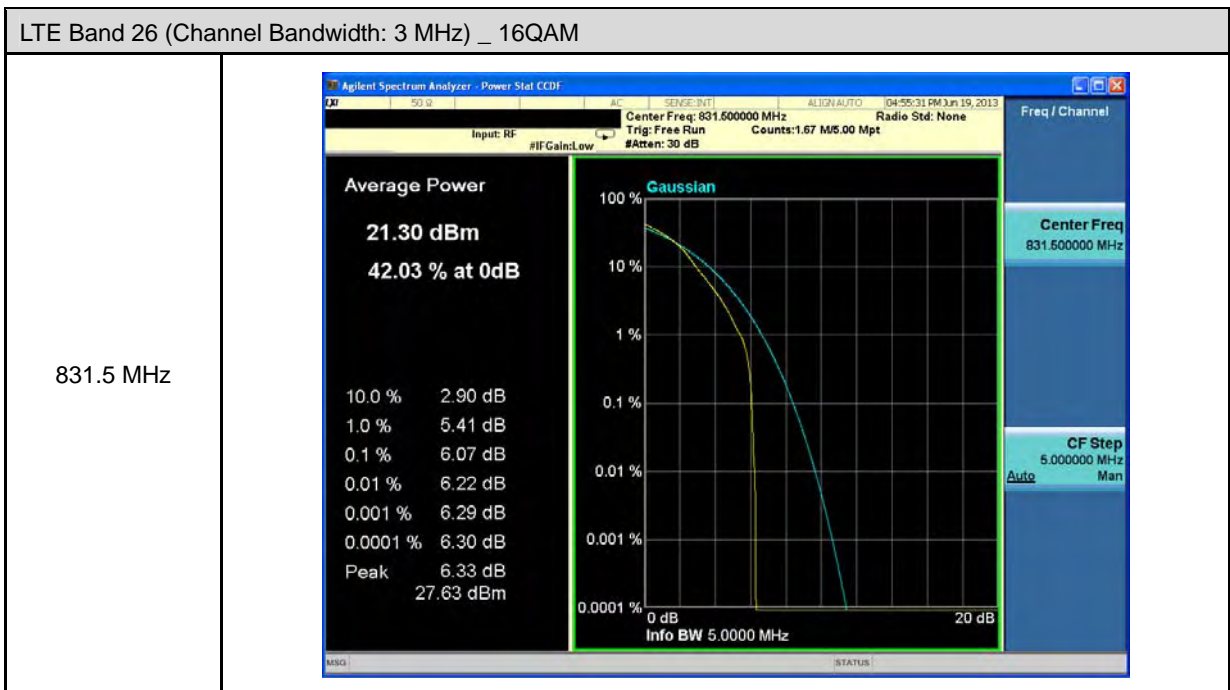 LTE Band 26 (Channel Bandwidth: 3 MHz) _ 16QAM
831.5 MHz
Agilent Spectrum Analyzer - Power Stat CCDF
LXI 50 Ω AC SENSE:INT ALIGN AUTO 04:55:31 PM Jun 19, 2013
Center Freq: 831.500000 MHz Radio Std: None
Input: RF Trig: Free Run Counts:1.67 M/5.00 Mpt
#IFGain:Low #Atten: 30 dB
Average Power
21.30 dBm
42.03 % at 0dB
10.0 % 2.90 dB
1.0 % 5.41 dB
0.1 % 6.07 dB
0.01 % 6.22 dB
0.001 % 6.29 dB
0.0001 % 6.30 dB
Peak 6.33 dB
27.63 dBm
Gaussian
100 %
10 %
1 %
0.1 %
0.01 %
0.001 %
0.0001 %
0 dB 20 dB
Info BW 5.0000 MHz
Freq / Channel
Center Freq
831.500000 MHz
CF Step
5.000000 MHz
Auto Man
MSG STATUS